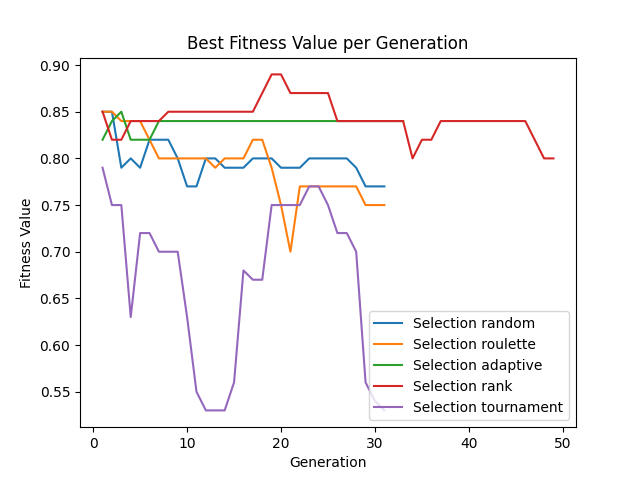 Best Fitness Value per Generation
Fitness Value
0.90
0.85
0.80
0.75
0.70
0.65
0.60
0.55
0
10
20
30
40
50
Generation
Selection random
Selection roulette
Selection adaptive
Selection rank
Selection tournament